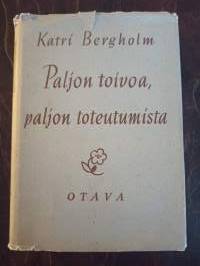 Katri Bergholm
Paljon toivoa,
paljon toteutumista
OTAVA